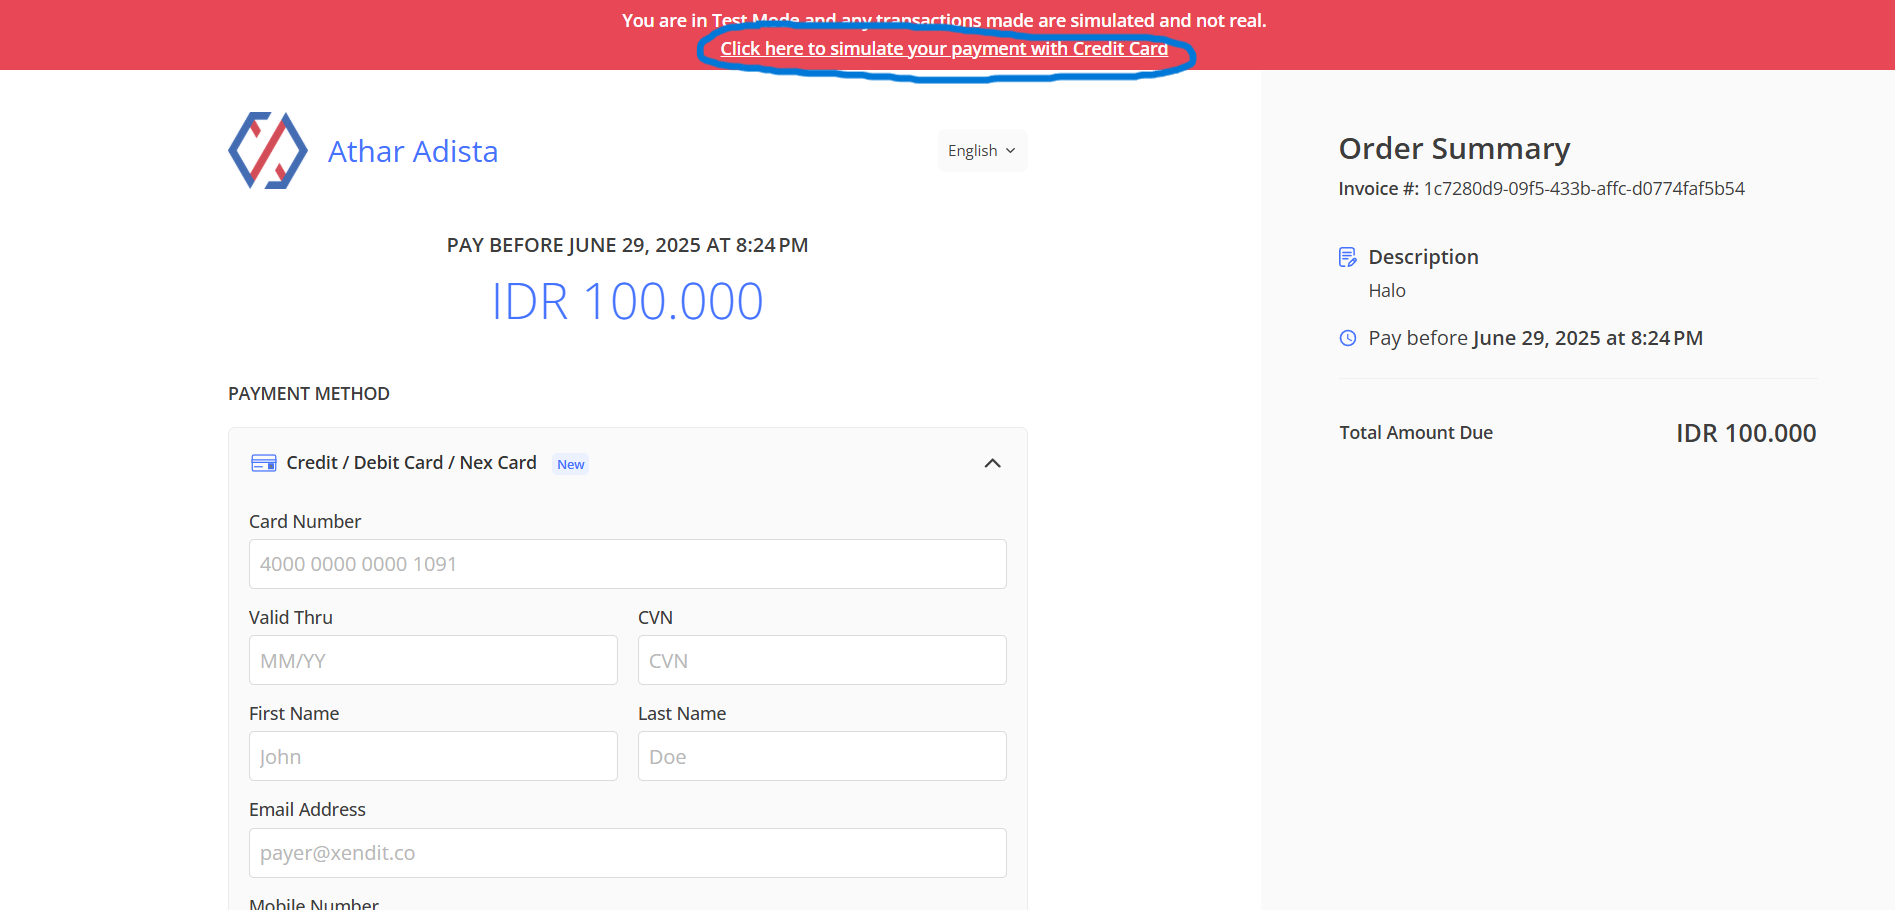 You are in Test Mode and any transactions made are simulated and not real.
Click here to simulate your payment with Credit Card
Athar Adista
English
PAY BEFORE JUNE 29, 2025 AT 8:24 PM
IDR 100.000
PAYMENT METHOD
Credit / Debit Card / Nex Card New
Card Number
4000 0000 0000 1091
Valid Thru CVN
MM/YY CVN
First Name Last Name
John Doe
Email Address
payer@xendit.co
Mobile Number
Order Summary
Invoice #: 1c7280d9-09f5-433b-affc-d0774faf5b54
Description
Halo
Pay before June 29, 2025 at 8:24 PM
Total Amount Due IDR 100.000